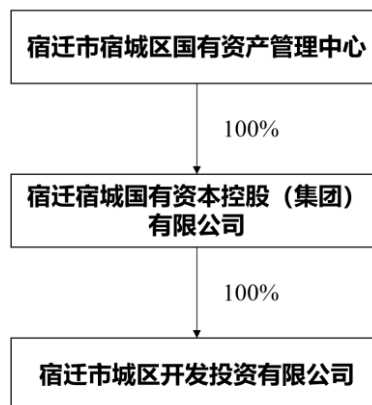 宿迁市宿城区国有资产管理中心
100%
宿迁宿城国有资本控股（集团）
有限公司
100%
宿迁市城区开发投资有限公司